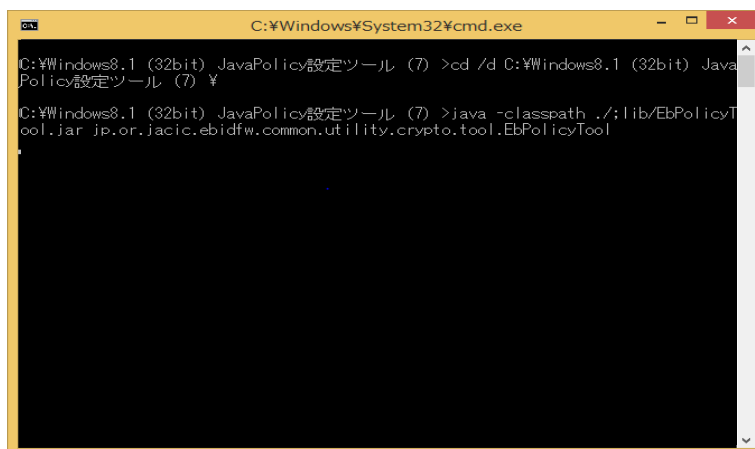 C:¥Windows¥System32¥cmd.exe
C:¥Windows8.1 (32bit) JavaPolicy設定ツール (7) >cd /d C:¥Windows8.1 (32bit) Java
Policy設定ツール (7) ¥
C:¥Windows8.1 (32bit) JavaPolicy設定ツール (7) >java -classpath ./;lib/EbPolicyT
ool.jar jp.or.jacic.ebidfw.common.utility.crypto.tool.EbPolicyTool